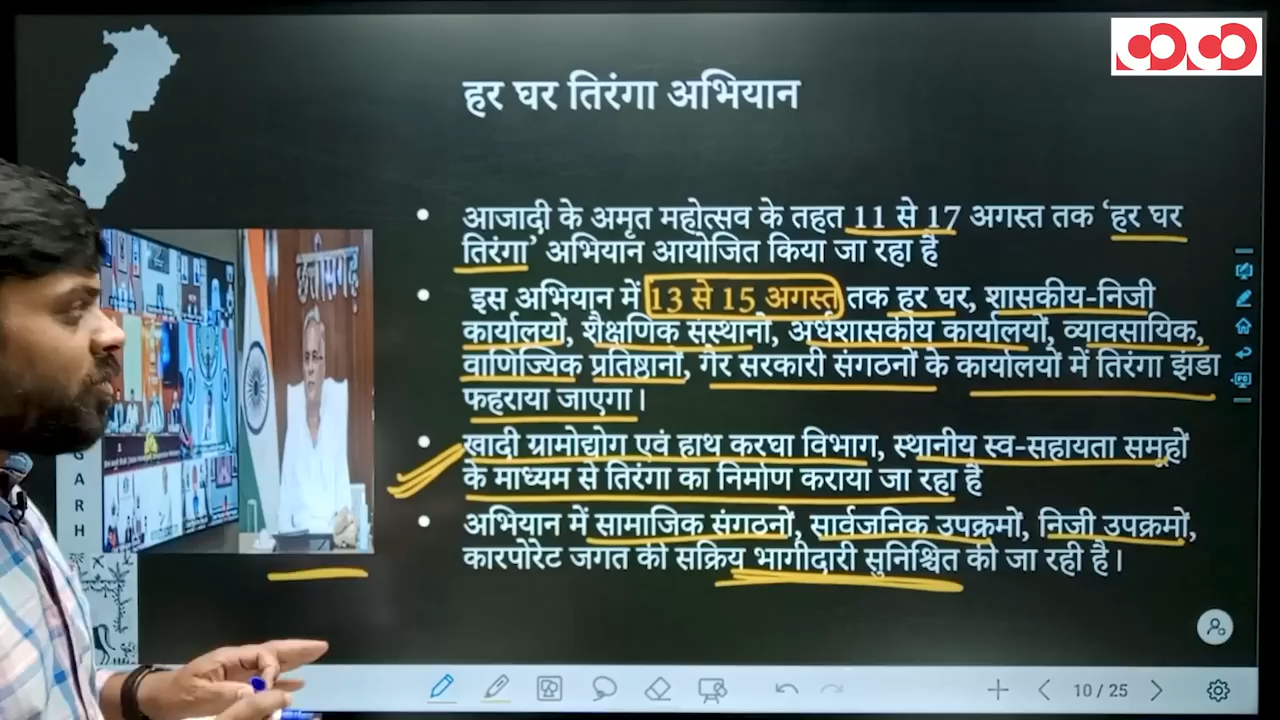 हर घर तिरंगा अभियान
• आजादी के अमृत महोत्सव के तहत 11 से 17 अगस्त तक ‘हर घर
तिरंगा’ अभियान आयोजित किया जा रहा है
• इस अभियान में 13 से 15 अगस्त तक हर घर, शासकीय-निजी
कार्यालयों, शैक्षणिक संस्थानो, अर्धशासकीय कार्यालयों, व्यावसायिक,
वाणिज्यिक प्रतिष्ठानों, गैर सरकारी संगठनों के कार्यालयों में तिरंगा झंडा
फहराया जाएगा।
• खादी ग्रामोद्योग एवं हाथ करघा विभाग, स्थानीय स्व-सहायता समूहों
के माध्यम से तिरंगा का निर्माण कराया जा रहा है
• अभियान में सामाजिक संगठनों, सार्वजनिक उपक्रमों, निजी उपक्रमों,
कारपोरेट जगत की सक्रिय भागीदारी सुनिश्चित की जा रही है।
छत्तीसगढ़
GARH
10 / 25